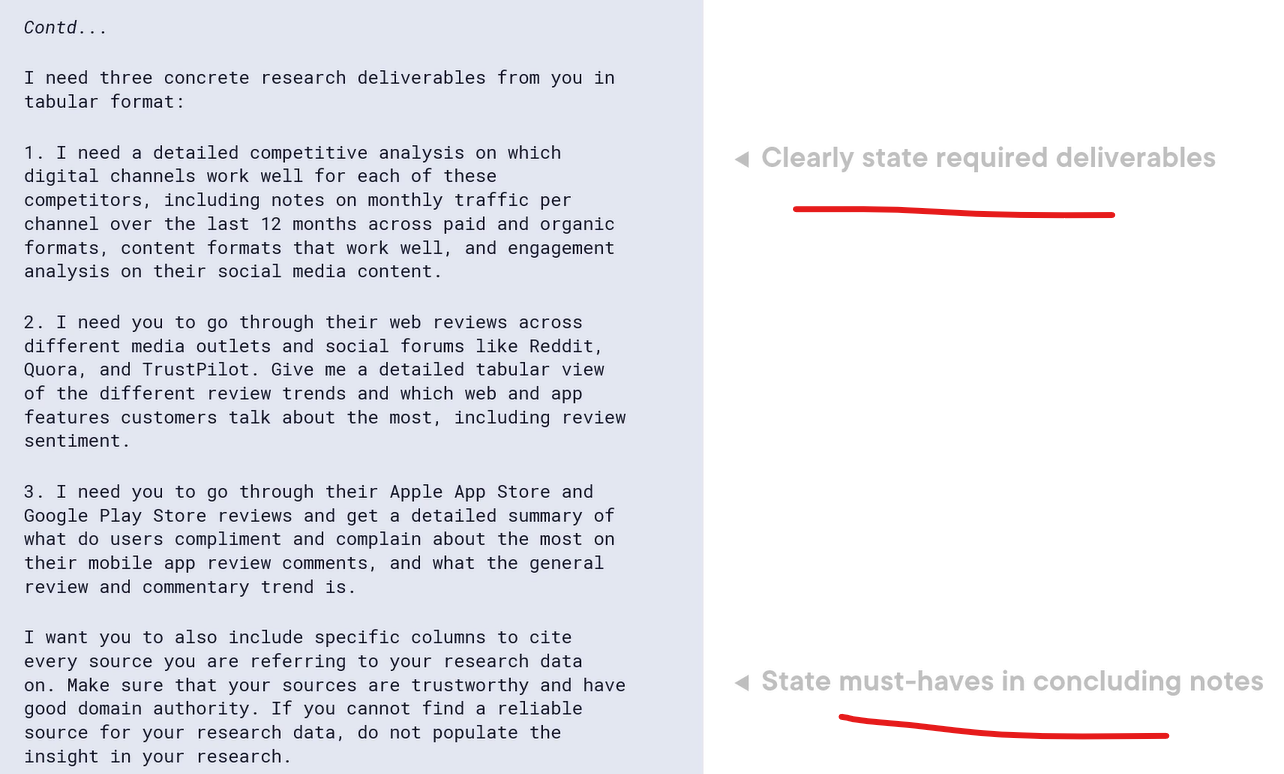 Contd...
I need three concrete research deliverables from you in
tabular format:
1. I need a detailed competitive analysis on which
digital channels work well for each of these
competitors, including notes on monthly traffic per
channel over the last 12 months across paid and organic
formats, content formats that work well, and engagement
analysis on their social media content.
◄ Clearly state required deliverables
2. I need you to go through their web reviews across
different media outlets and social forums like Reddit,
Quora, and TrustPilot. Give me a detailed tabular view
of the different review trends and which web and app
features customers talk about the most, including review
sentiment.
3. I need you to go through their Apple App Store and
Google Play Store reviews and get a detailed summary of
what do users compliment and complain about the most on
their mobile app review comments, and what the general
review and commentary trend is.
I want you to also include specific columns to cite
every source you are referring to your research data
on. Make sure that your sources are trustworthy and have
good domain authority. If you cannot find a reliable
source for your research data, do not populate the
insight in your research.
◄ State must-haves in concluding notes